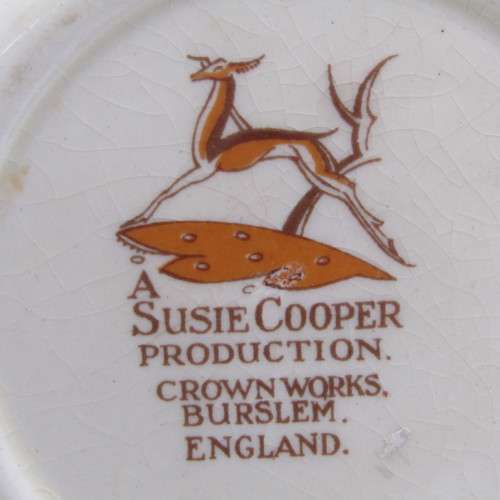 A
SUSIE COOPER
PRODUCTION.
CROWN WORKS.
BURSLEM.
ENGLAND.